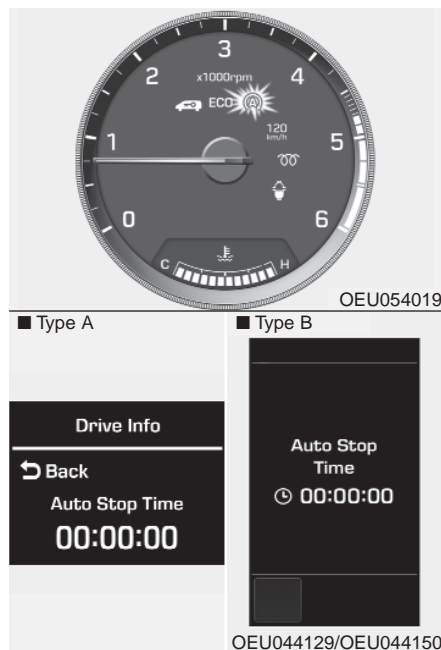 3
2
x1000rpm
4
ECO
(A)
120
km/h
1
5
0
6
C
H
OEU054019
■ Type A
■ Type B
Drive Info
Back
Auto Stop Time
00:00:00
Auto Stop
Time
00:00:00
OEU044129/OEU044150